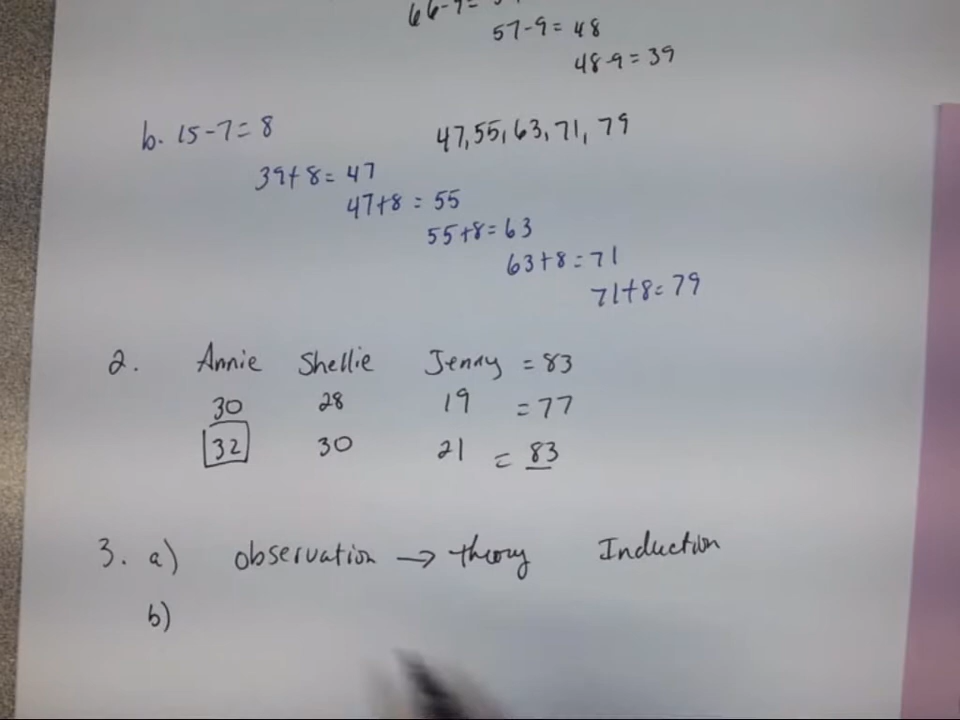 66-9=
57-9=48
48-9=39
b. 15-7=8 47,55,63,71,79
39+8=47
47+8=55
55+8=63
63+8=71
71+8=79
2. Annie Shellie Jenny =83
30 28 19 =77
32 30 21 =83
3. a) observation → theory Induction
b)